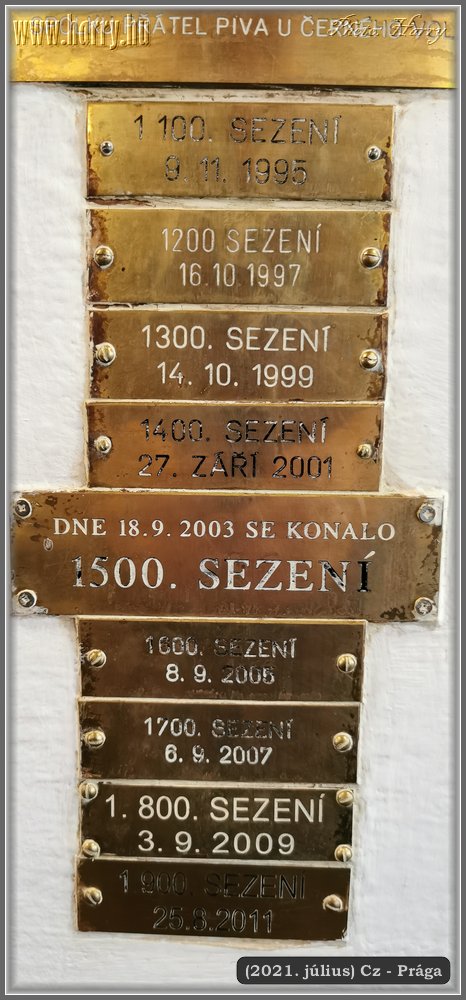 www.horry.hu
Photo: Horry
PŘÁTEL PIVA U ČERNÉHO
1 100. SEZENÍ
9. 11. 1995
1200 SEZENÍ
16.10.1997
1300. SEZENÍ
14. 10. 1999
1400. SEZENÍ
27. ZÁŘÍ 2001
DNE 18.9.2003 SE KONALO
1500. SEZENÍ
1600. SEZENÍ
8. 9. 2005
1700. SEZENÍ
6. 9. 2007
1. 800. SEZENÍ
3. 9. 2009
1 900. SEZENÍ
25.8.2011
(2021. július) Cz - Prága